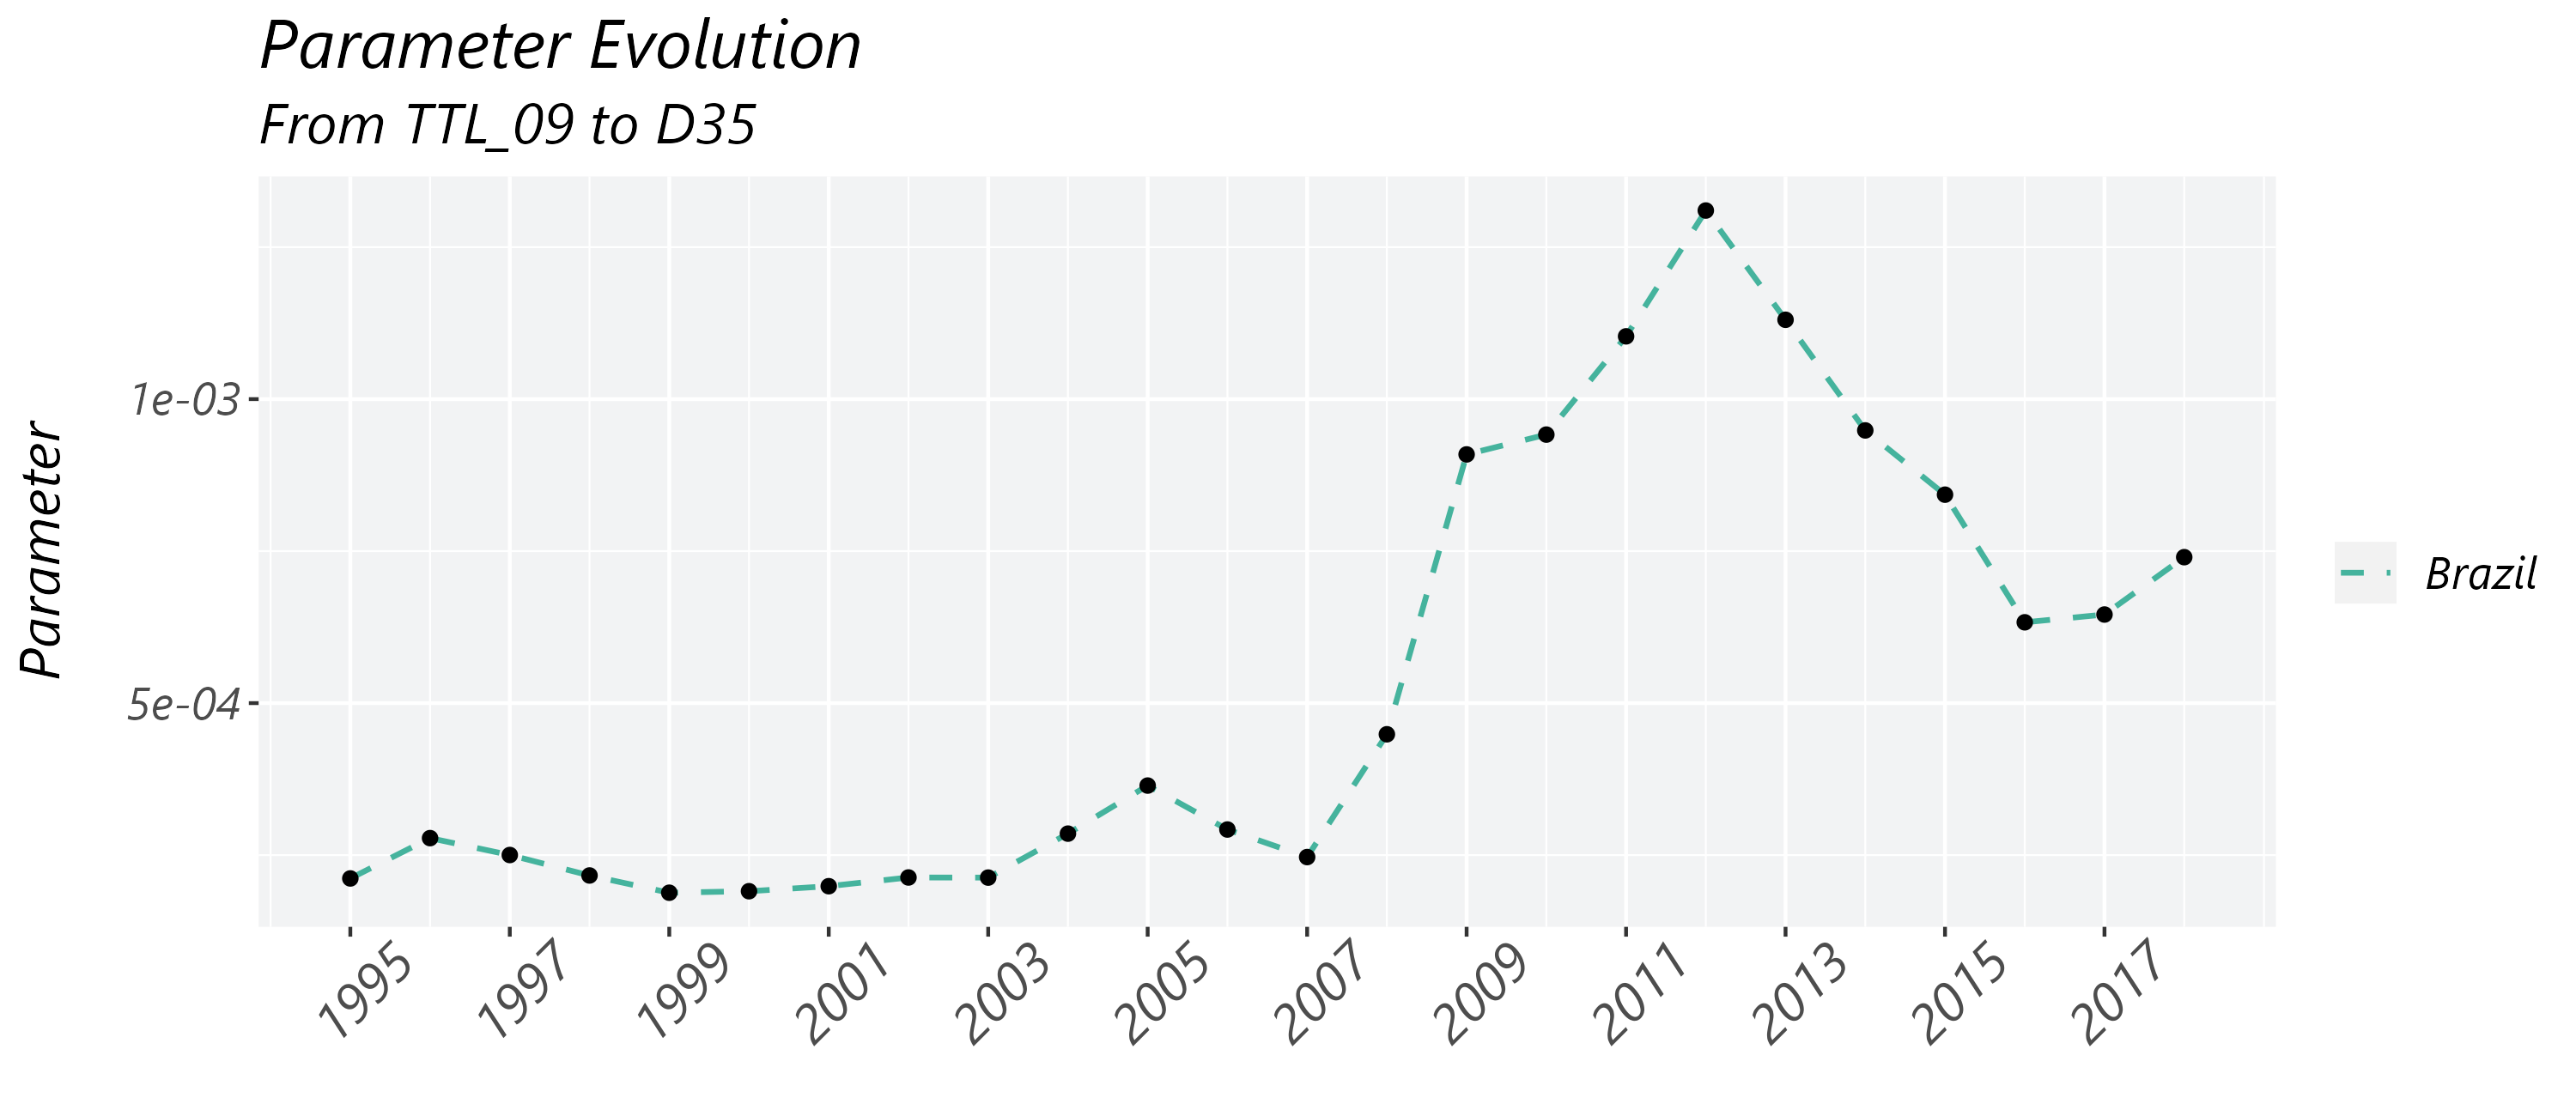 Parameter Evolution
From TTL_09 to D35
Parameter
1e-03
5e-04
1995
1997
1999
2001
2003
2005
2007
2009
2011
2013
2015
2017
Brazil